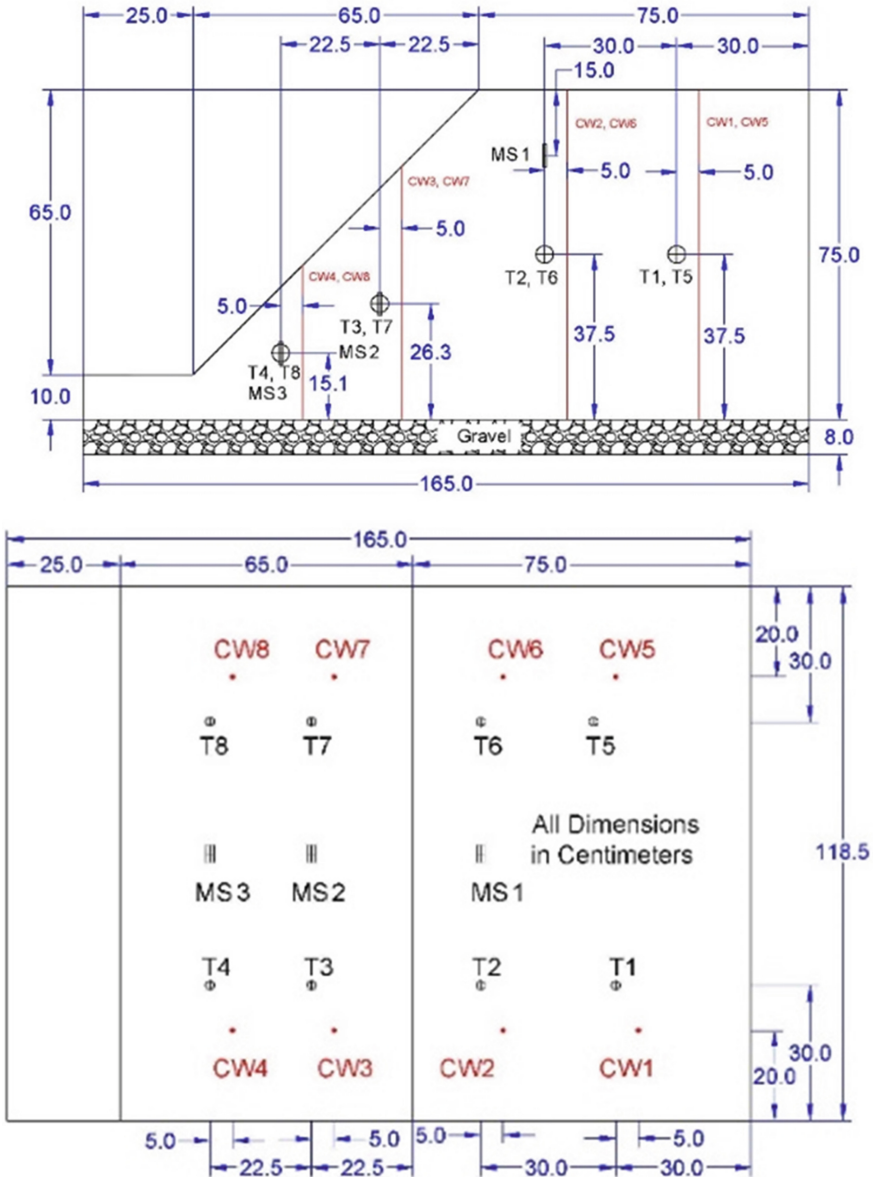 25.0 65.0 75.0
22.5 22.5 30.0 30.0
15.0
CW2, CW6 CW1, CW5
MS1
5.0 5.0
CW3, CW7
65.0
5.0
75.0
CW4, CW8
T2, T6 T1, T5
5.0
T3, T7
37.5 37.5
MS2 26.3
T4, T8
15.1
MS3
10.0
Gravel
8.0
165.0
165.0
25.0 65.0 75.0
20.0
30.0
CW8 CW7 CW6 CW5
T8 T7 T6 T5
All Dimensions
in Centimeters
118.5
MS3 MS2 MS1
T4 T3 T2 T1
30.0
CW4 CW3 CW2 CW1
20.0
5.0 5.0 5.0 5.0
22.5 22.5 30.0 30.0